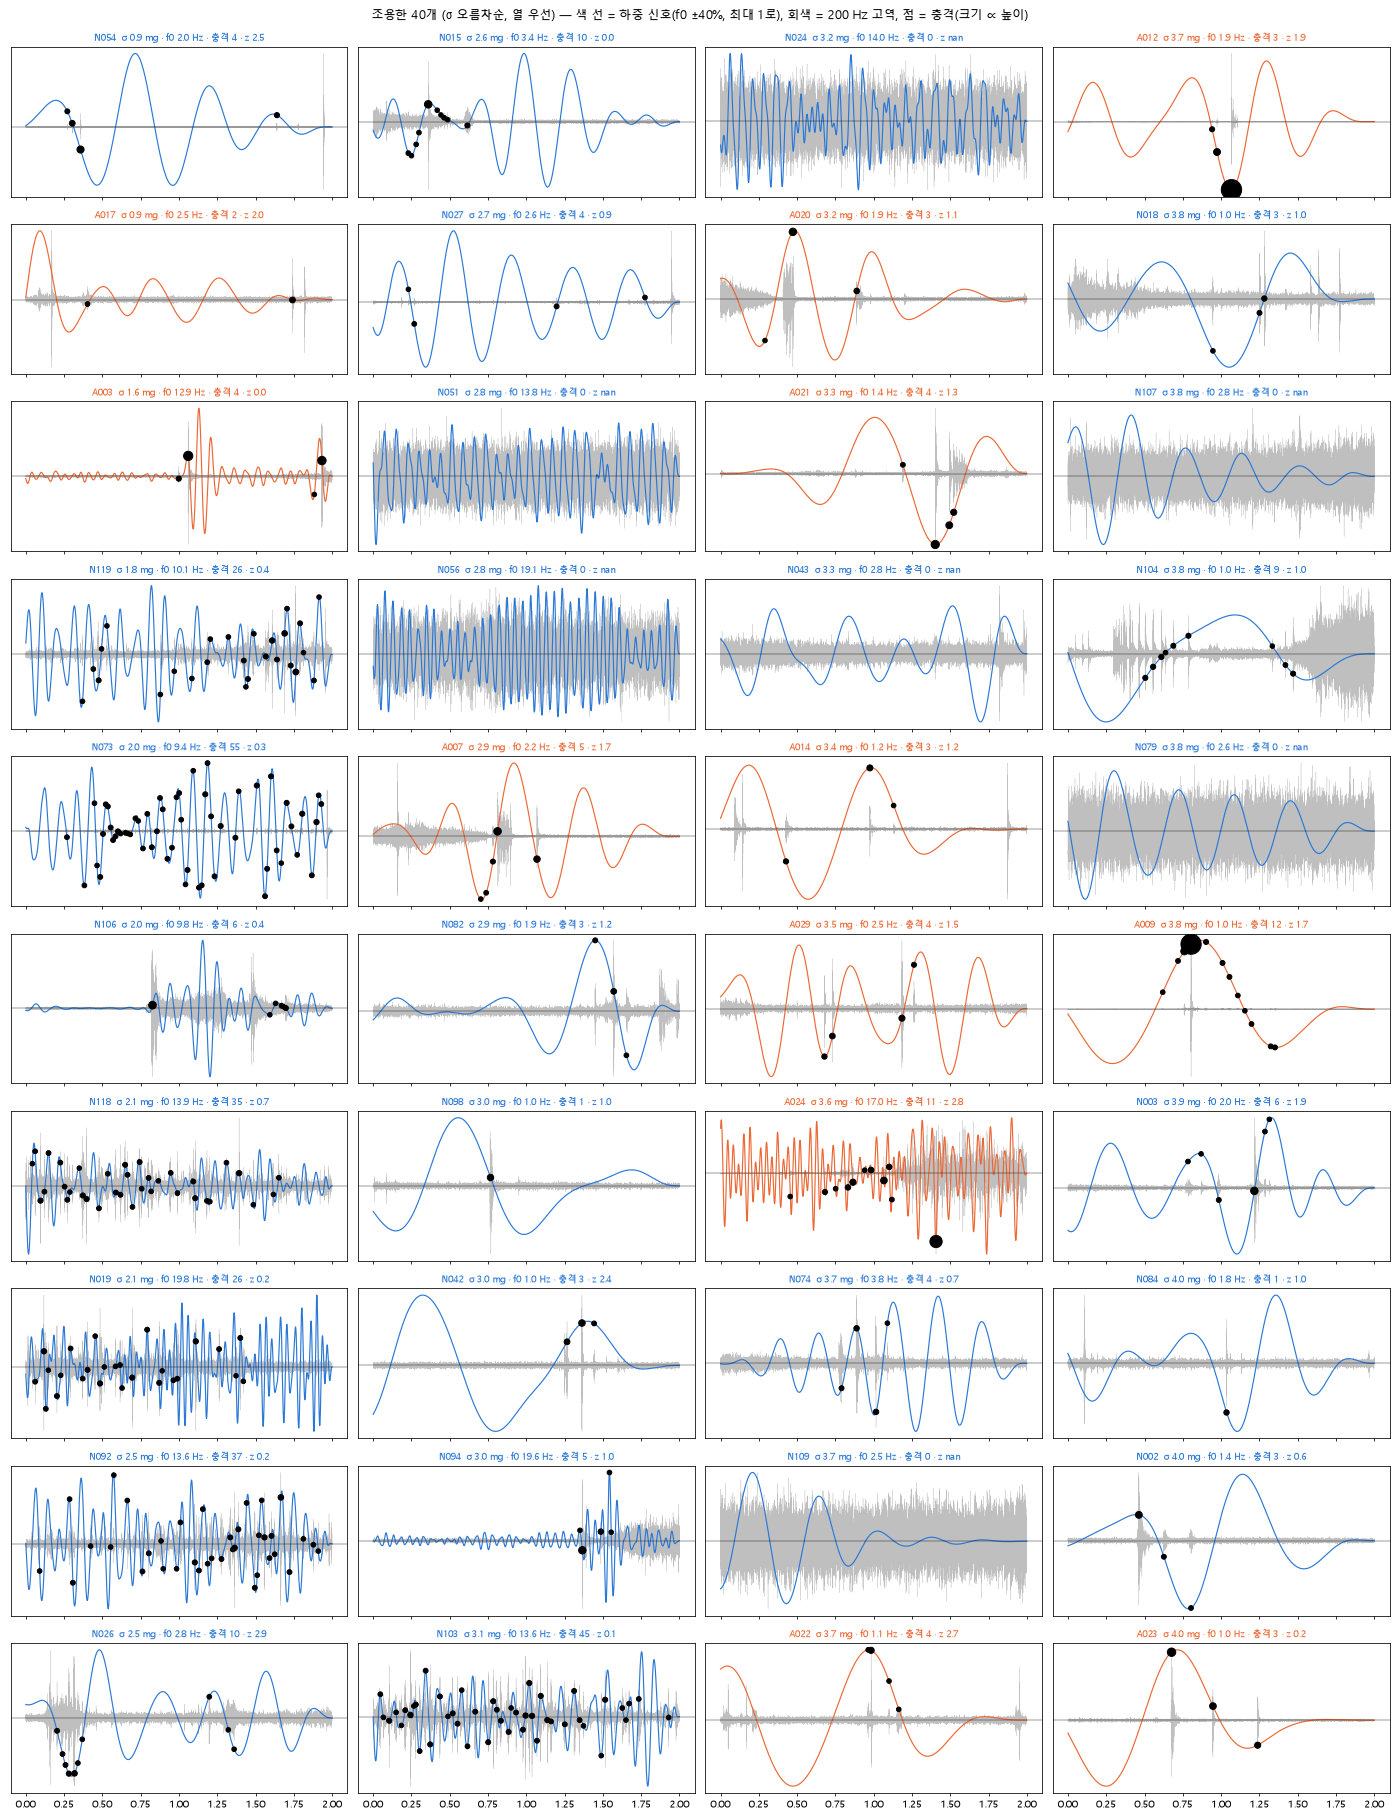 조용한 40개 (σ 오름차순, 열 우선) — 색 선 = 하중 신호(f0 ±40%, 최대 1로), 회색 = 200 Hz 고역, 점 = 충격(크기 ∝ 높이)
N054 σ 0.9 mg · f0 2.0 Hz · 충격 4 · z 2.5
N015 σ 2.6 mg · f0 3.4 Hz · 충격 10 · z 0.0
N024 σ 3.2 mg · f0 14.0 Hz · 충격 0 · z nan
A012 σ 3.7 mg · f0 1.9 Hz · 충격 3 · z 1.9
A017 σ 0.9 mg · f0 2.5 Hz · 충격 2 · z 2.0
N027 σ 2.7 mg · f0 2.6 Hz · 충격 4 · z 0.9
A020 σ 3.2 mg · f0 1.9 Hz · 충격 3 · z 1.1
N018 σ 3.8 mg · f0 1.0 Hz · 충격 3 · z 1.0
A003 σ 1.6 mg · f0 12.9 Hz · 충격 4 · z 0.0
N051 σ 2.8 mg · f0 13.8 Hz · 충격 0 · z nan
A021 σ 3.3 mg · f0 1.4 Hz · 충격 4 · z 1.3
N107 σ 3.8 mg · f0 2.8 Hz · 충격 0 · z nan
N119 σ 1.8 mg · f0 10.1 Hz · 충격 26 · z 0.4
N056 σ 2.8 mg · f0 19.1 Hz · 충격 0 · z nan
N043 σ 3.3 mg · f0 2.8 Hz · 충격 0 · z nan
N104 σ 3.8 mg · f0 1.0 Hz · 충격 9 · z 1.0
N073 σ 2.0 mg · f0 9.4 Hz · 충격 55 · z 0.3
A007 σ 2.9 mg · f0 2.2 Hz · 충격 5 · z 1.7
A014 σ 3.4 mg · f0 1.2 Hz · 충격 3 · z 1.2
N079 σ 3.8 mg · f0 2.6 Hz · 충격 0 · z nan
N106 σ 2.0 mg · f0 9.8 Hz · 충격 6 · z 0.4
N082 σ 2.9 mg · f0 1.9 Hz · 충격 3 · z 1.2
A029 σ 3.5 mg · f0 2.5 Hz · 충격 4 · z 1.5
A009 σ 3.8 mg · f0 1.0 Hz · 충격 12 · z 1.7
N118 σ 2.1 mg · f0 13.9 Hz · 충격 35 · z 0.7
N098 σ 3.0 mg · f0 1.0 Hz · 충격 1 · z 1.0
A024 σ 3.6 mg · f0 17.0 Hz · 충격 11 · z 2.8
N003 σ 3.9 mg · f0 2.0 Hz · 충격 6 · z 1.9
N019 σ 2.1 mg · f0 19.8 Hz · 충격 26 · z 0.2
N042 σ 3.0 mg · f0 1.0 Hz · 충격 3 · z 2.4
N074 σ 3.7 mg · f0 3.8 Hz · 충격 4 · z 0.7
N084 σ 4.0 mg · f0 1.8 Hz · 충격 1 · z 1.0
N092 σ 2.5 mg · f0 13.6 Hz · 충격 37 · z 0.2
N094 σ 3.0 mg · f0 19.6 Hz · 충격 5 · z 1.0
N109 σ 3.7 mg · f0 2.5 Hz · 충격 0 · z nan
N002 σ 4.0 mg · f0 1.4 Hz · 충격 3 · z 0.6
N026 σ 2.5 mg · f0 2.8 Hz · 충격 10 · z 2.9
N103 σ 3.1 mg · f0 13.6 Hz · 충격 45 · z 0.1
A022 σ 3.7 mg · f0 1.1 Hz · 충격 4 · z 2.7
A023 σ 4.0 mg · f0 1.0 Hz · 충격 3 · z 0.2
0.00 0.25 0.50 0.75 1.00 1.25 1.50 1.75 2.00
0.00 0.25 0.50 0.75 1.00 1.25 1.50 1.75 2.00
0.00 0.25 0.50 0.75 1.00 1.25 1.50 1.75 2.00
0.00 0.25 0.50 0.75 1.00 1.25 1.50 1.75 2.00